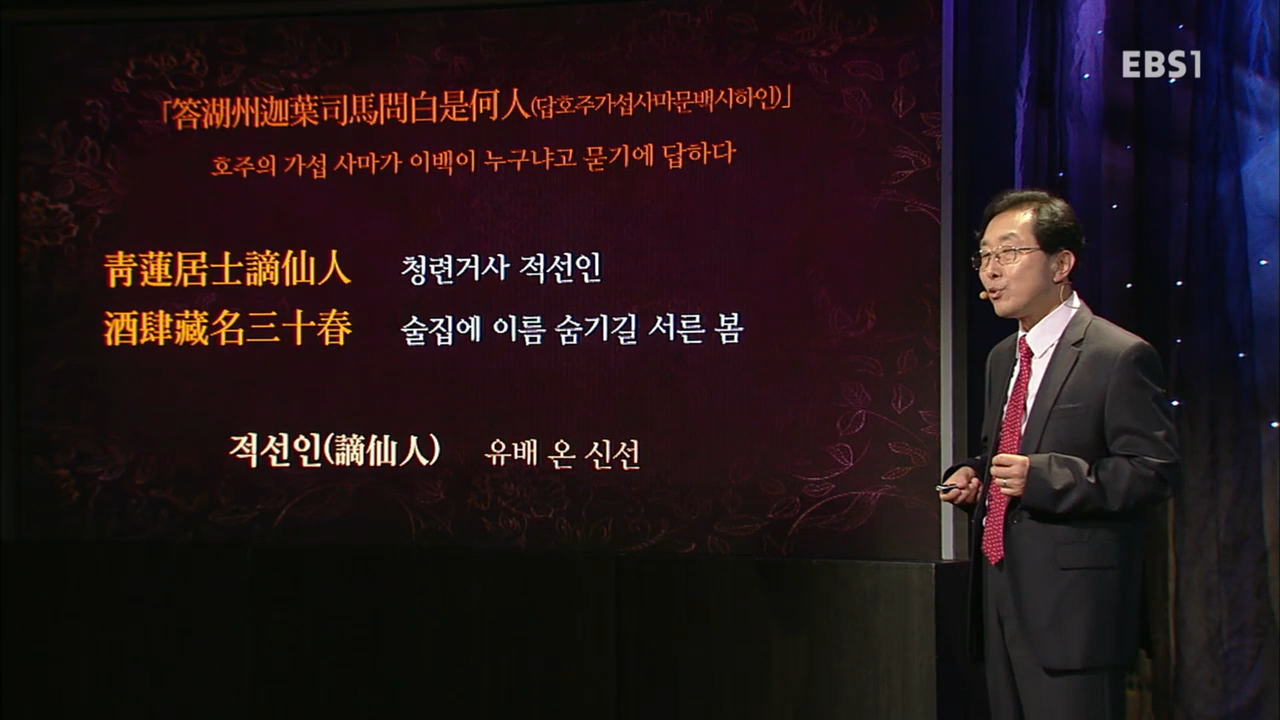 EBS1
「答湖州迦葉司馬問白是何人(답호주가섭사마문백시하인)」
호주의 가섭 사마가 이백이 누구냐고 묻기에 답하다
靑蓮居士謫仙人 청련거사 적선인
酒肆藏名三十春 술집에 이름 숨기길 서른 봄
적선인(謫仙人) 유배 온 신선